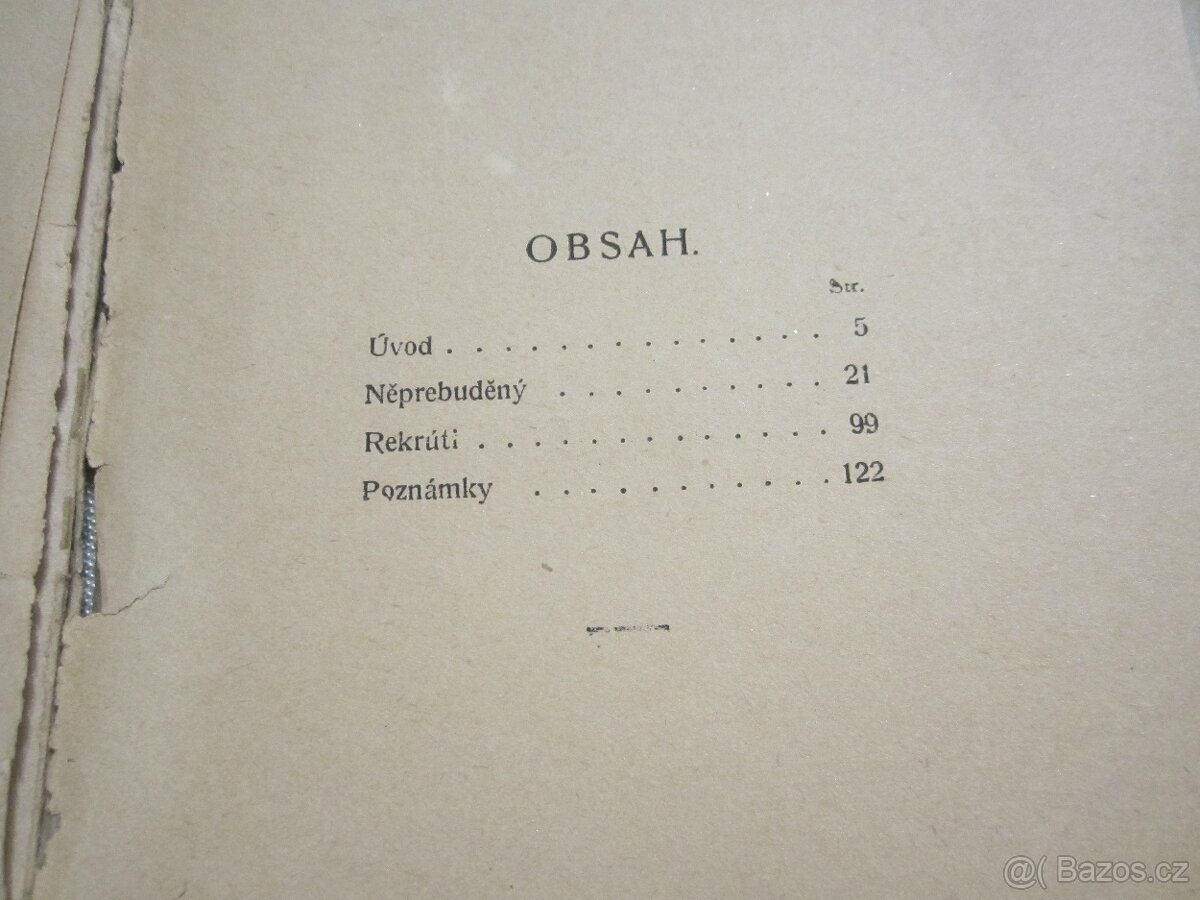 OBSAH.
Str.
Úvod . . . . . . . . . . . . . . 5
Něprebuděný . . . . . . . . . . 21
Rekrúti . . . . . . . . . . . . . 99
Poznámky . . . . . . . . . . . 122
@( Bazos.cz